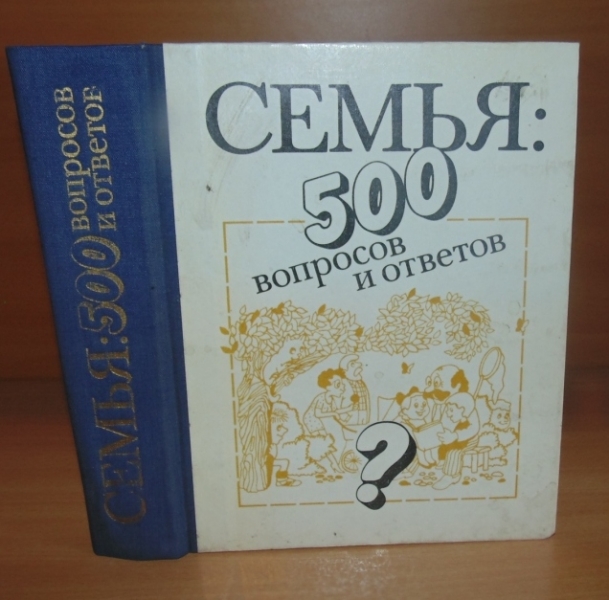 СЕМЬЯ: 500
вопросов
и ответов
СЕМЬЯ:
500
вопросов
и ответов
?